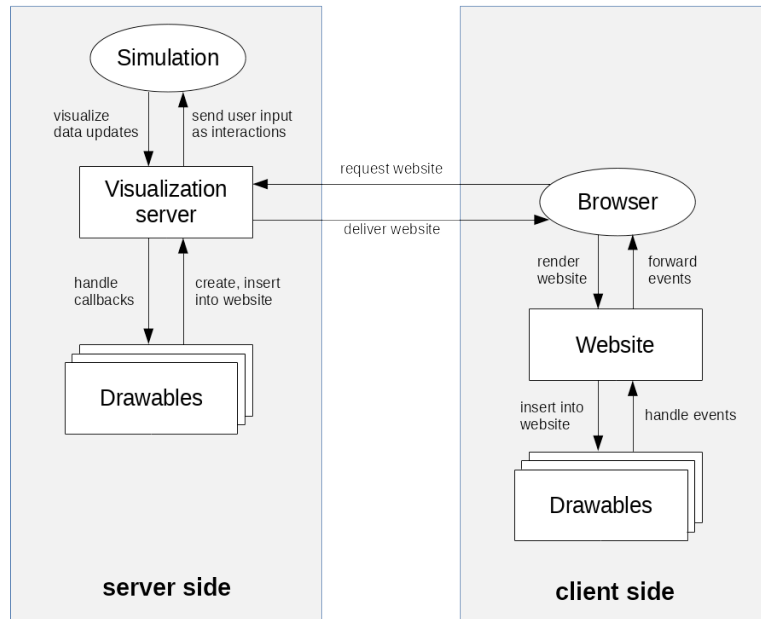 Simulation
visualize
data updates
send user input
as interactions
Visualization
server
handle
callbacks
create, insert
into website
Drawables
server side
request website
deliver website
Browser
render
website
forward
events
Website
insert into
website
handle events
Drawables
client side